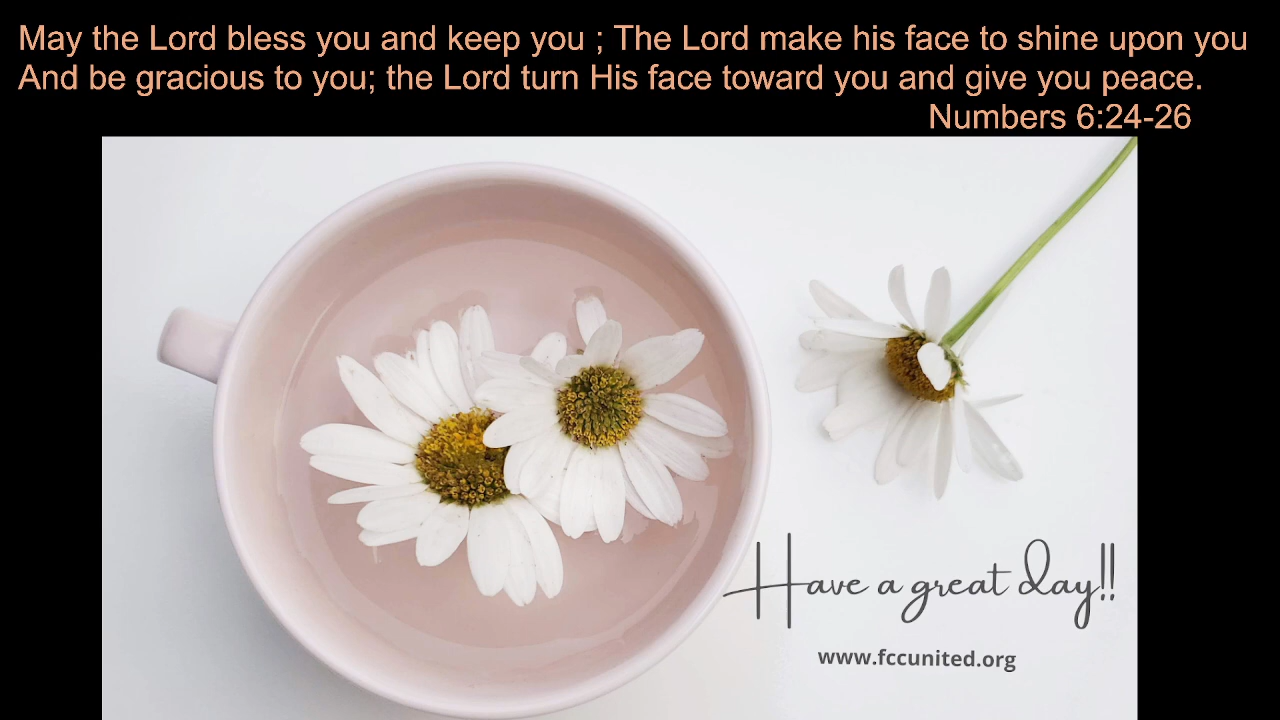 May the Lord bless you and keep you ; The Lord make his face to shine upon you
And be gracious to you; the Lord turn His face toward you and give you peace.
Numbers 6:24-26
Have a great day!!
www.fccunited.org